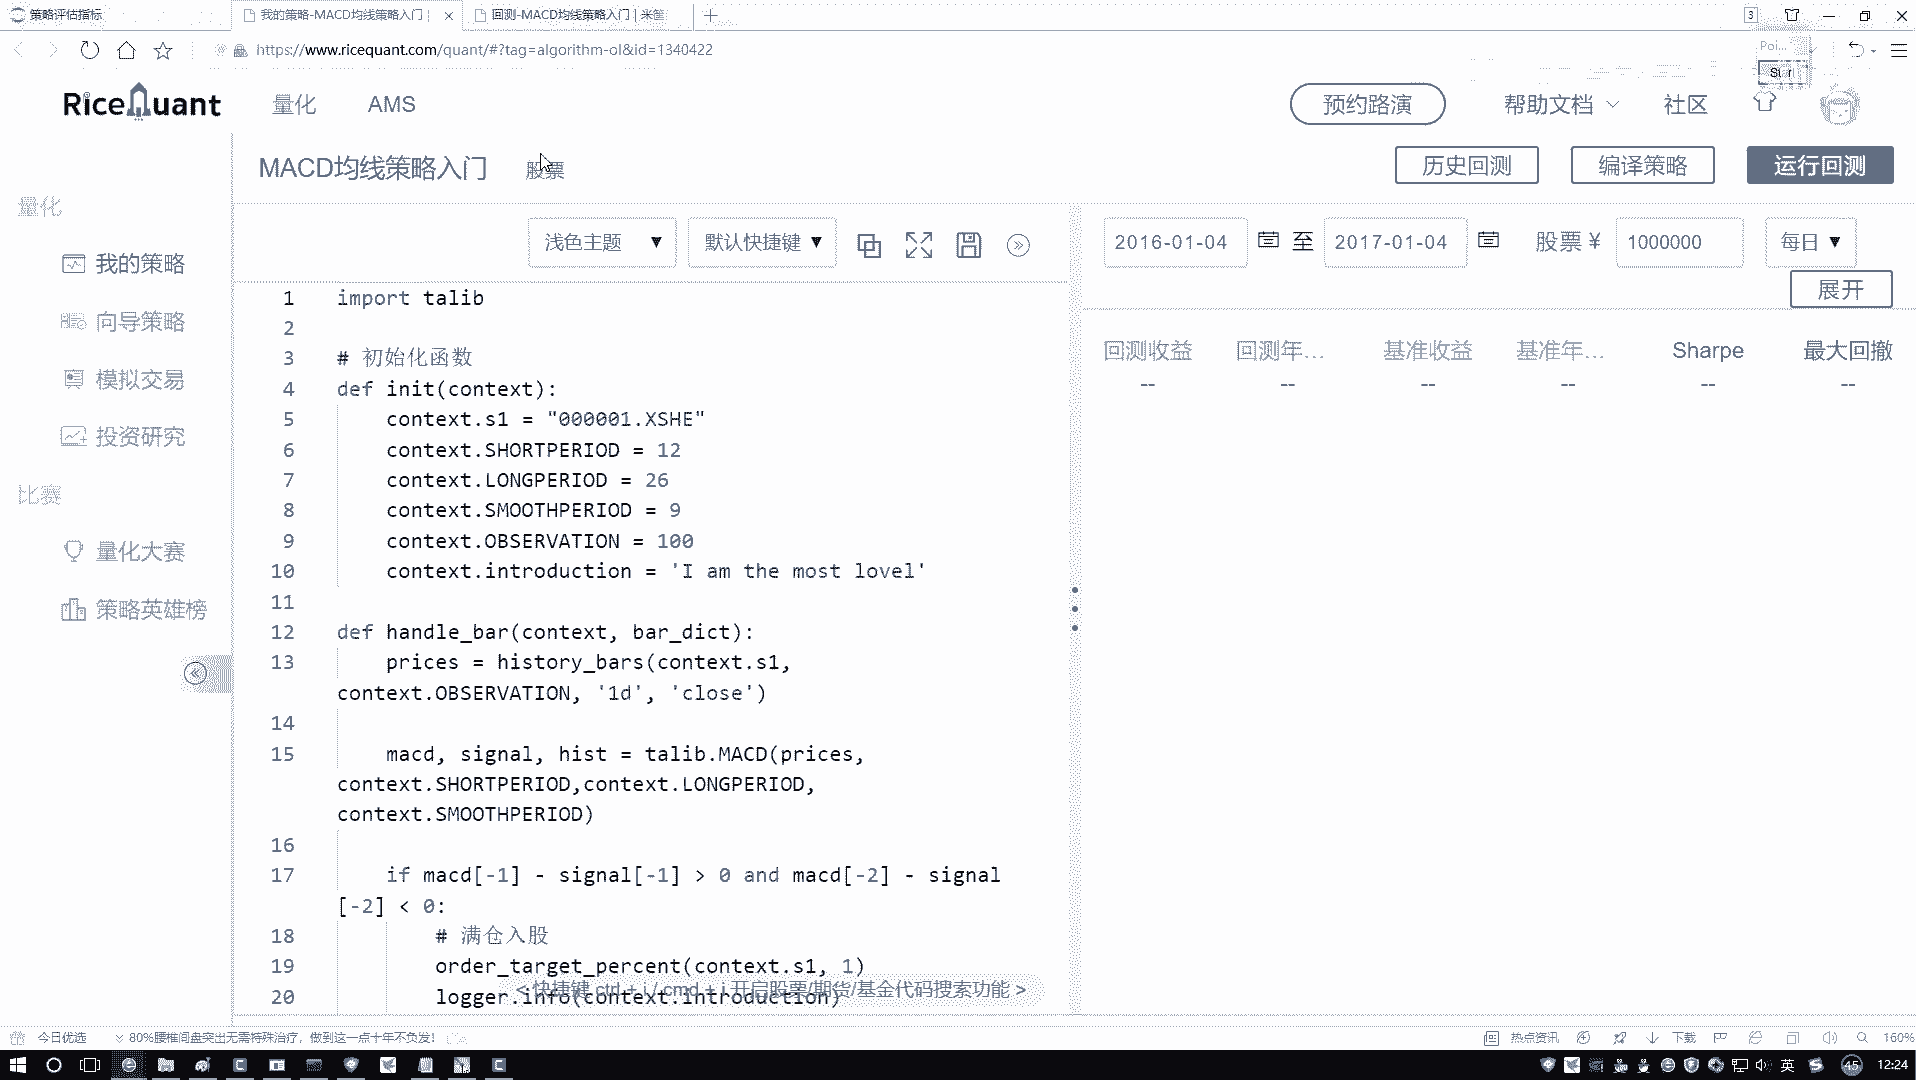 策略评估指标
我的策略-MACD均线策略入门 |
回测-MACD均线策略入门 | 米筐
3
https://www.ricequant.com/quant/#?tag=algorithm-ol&id=1340422
Poi...
RiceQuant
量化
AMS
预约路演
帮助文档
社区
MACD均线策略入门
股票
历史回测
编译策略
运行回测
量化
我的策略
向导策略
模拟交易
投资研究
比赛
量化大赛
策略英雄榜
浅色主题 ▼
默认快捷键 ▼
2016-01-04 至 2017-01-04 股票 ¥ 1000000 每日 ▼
展开
回测收益 回测年... 基准收益 基准年... Sharpe 最大回撤
-- -- -- -- -- --
1 import talib
2
3 # 初始化函数
4 def init(context):
5 context.s1 = "000001.XSHE"
6 context.SHORTPERIOD = 12
7 context.LONGPERIOD = 26
8 context.SMOOTHPERIOD = 9
9 context.OBSERVATION = 100
10 context.introduction = 'I am the most lovel'
11
12 def handle_bar(context, bar_dict):
13 prices = history_bars(context.s1,
context.OBSERVATION, '1d', 'close')
14
15 macd, signal, hist = talib.MACD(prices,
context.SHORTPERIOD,context.LONGPERIOD,
context.SMOOTHPERIOD)
16
17 if macd[-1] - signal[-1] > 0 and macd[-2] - signal
[-2] < 0:
18 # 满仓入股
19 order_target_percent(context.s1, 1)
20 logger.info(context.introduction)
< 快捷键 ctrl + i / cmd + i 开启股票/期货/基金代码搜索功能 >
今日优选
80%腰椎间盘突出无需特殊治疗，做到这一点十年不负发！
热点资讯
下载
160%
英
45
12:24